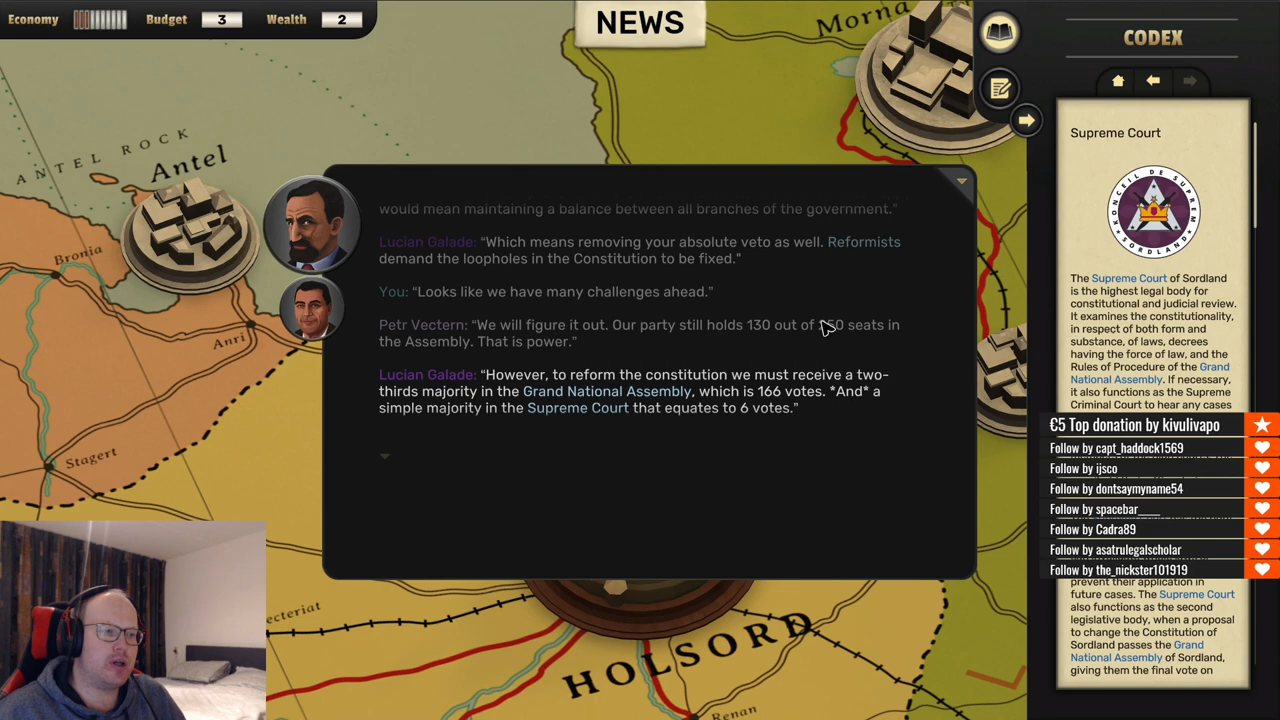 Economy
Budget 3
Wealth 2
NEWS
Morna
CODEX
ANTEL ROCK
Antel
Bronia
Anri
Stagert
HOLSORD
Renan
would mean maintaining a balance between all branches of the government."
Lucian Galade: “Which means removing your absolute veto as well. Reformists
demand the loopholes in the Constitution to be fixed.”
You: “Looks like we have many challenges ahead.”
Petr Vectern: “We will figure it out. Our party still holds 130 out of 250 seats in
the Assembly. That is power.”
Lucian Galade: “However, to reform the constitution we must receive a two-
thirds majority in the Grand National Assembly, which is 166 votes. *And* a
simple majority in the Supreme Court that equates to 6 votes.”
Supreme Court
KONCEIL DE SUPREM
SORDLAND
The Supreme Court of Sordland
is the highest legal body for
constitutional and judicial review.
It examines the constitutionality,
in respect of both form and
substance, of laws, decrees
having the force of law, and the
Rules of Procedure of the Grand
National Assembly. If necessary,
it also functions as the Supreme
Criminal Court to hear any cases
€5 Top donation by kivulivapo
Follow by capt_haddock1569
Follow by ijsco
Follow by dontsaymyname54
Follow by spacebar___
Follow by Cadra89
Follow by asatrulegalscholar
Follow by the_nickster101919
prevent their application in
future cases. The Supreme Court
also functions as the second
legislative body, when a proposal
to change the Constitution of
Sordland passes the Grand
National Assembly of Sordland,
giving them the final vote on